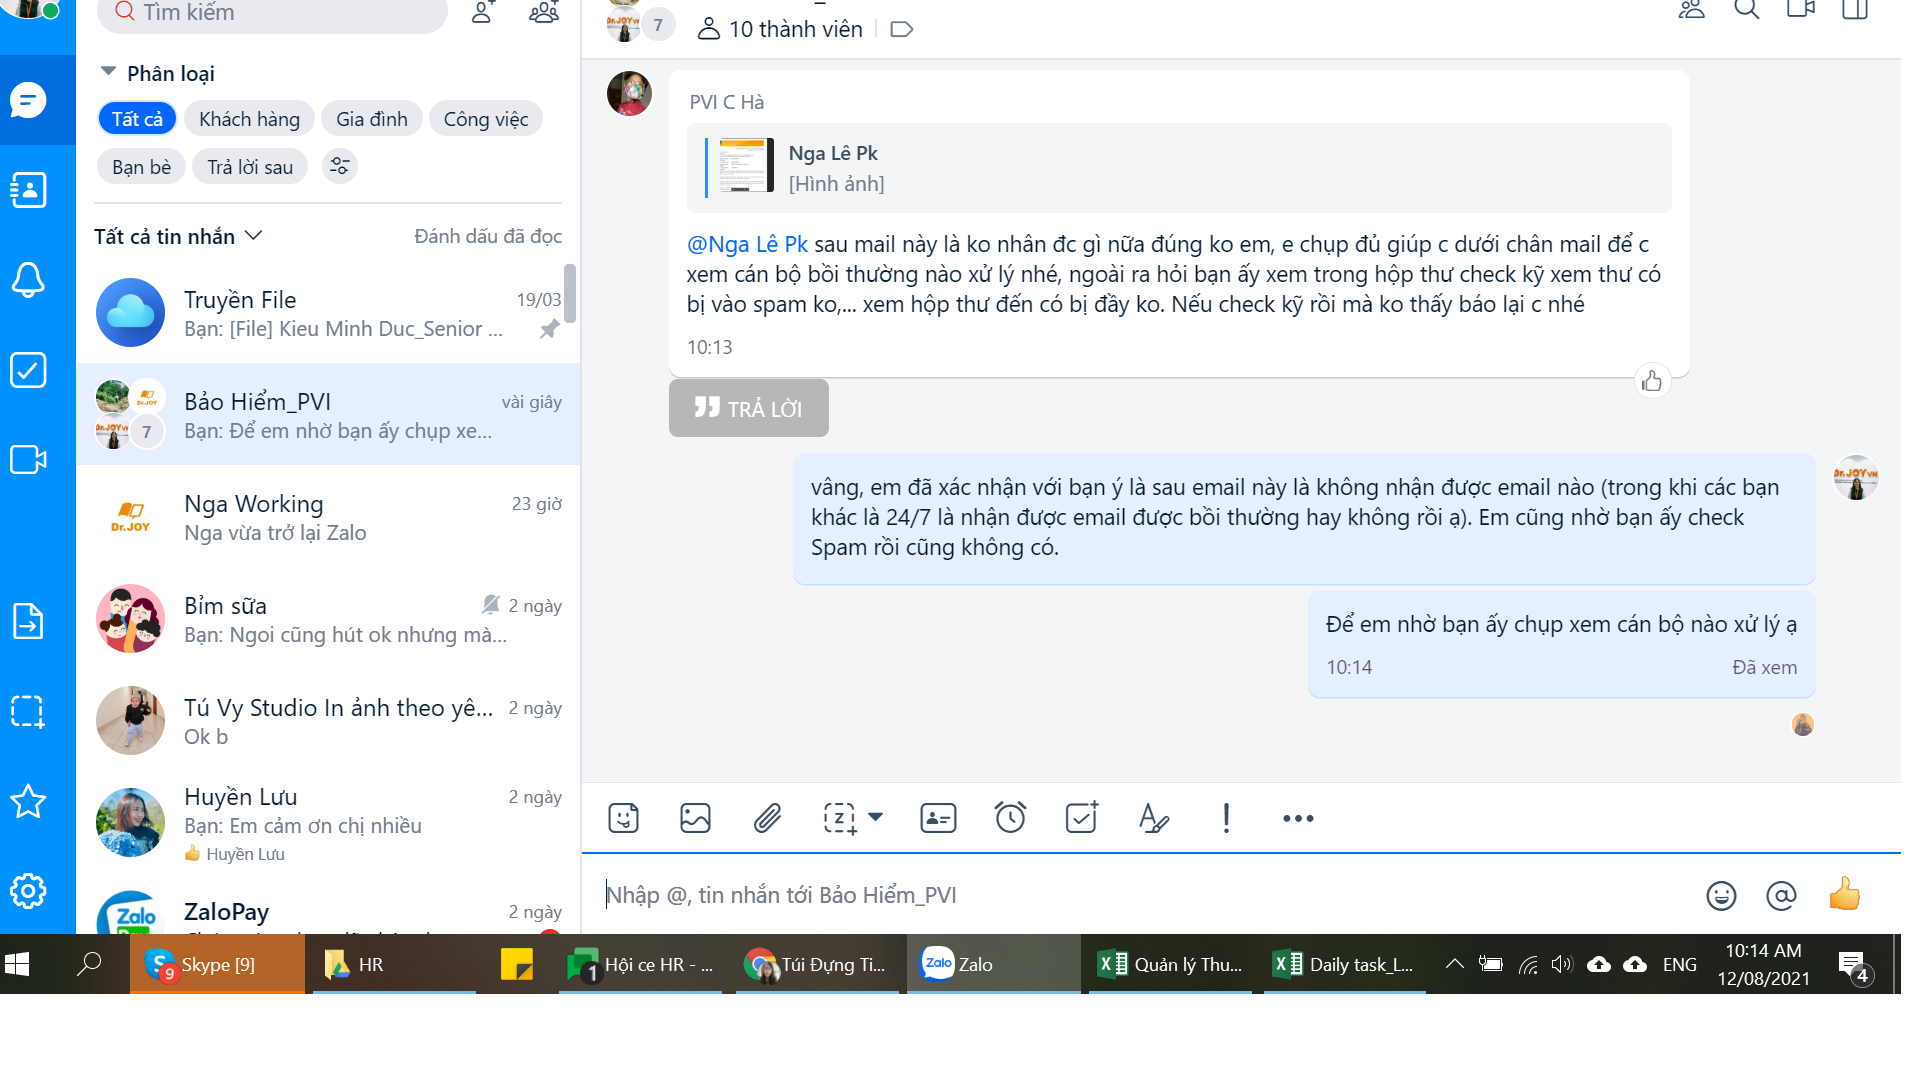 Tìm kiếm
7
10 thành viên
Phân loại
Tất cả
Khách hàng
Gia đình
Công việc
Bạn bè
Trả lời sau
Tất cả tin nhắn
Đánh dấu đã đọc
Truyền File
19/03
Bạn: [File] Kieu Minh Duc_Senior ...
Bảo Hiểm_PVI
vài giây
Bạn: Để em nhờ bạn ấy chụp xe...
7
Dr.JOY
Nga Working
23 giờ
Nga vừa trở lại Zalo
Bỉm sữa
2 ngày
Bạn: Ngoi cũng hút ok nhưng mà...
Tú Vy Studio In ảnh theo yê...
2 ngày
Ok b
Huyền Lưu
2 ngày
Bạn: Em cảm ơn chị nhiều
Huyền Lưu
Zalo
ZaloPay
2 ngày
PVI C Hà
Nga Lê Pk
[Hình ảnh]
@Nga Lê Pk sau mail này là ko nhân đc gì nữa đúng ko em, e chụp đủ giúp c dưới chân mail để c
xem cán bộ bồi thường nào xử lý nhé, ngoài ra hỏi bạn ấy xem trong hộp thư check kỹ xem thư có
bị vào spam ko,... xem hộp thư đến có bị đầy ko. Nếu check kỹ rồi mà ko thấy báo lại c nhé
10:13
TRẢ LỜI
vâng, em đã xác nhận với bạn ý là sau email này là không nhận được email nào (trong khi các bạn
khác là 24/7 là nhận được email được bồi thường hay không rồi ạ). Em cũng nhờ bạn ấy check
Spam rồi cũng không có.
Để em nhờ bạn ấy chụp xem cán bộ nào xử lý ạ
10:14
Đã xem
Nhập @, tin nhắn tới Bảo Hiểm_PVI
9
Skype [9]
HR
1
Hội ce HR - ...
Túi Đựng Ti...
Zalo
Zalo
Quản lý Thu...
Daily task_L...
ENG
10:14 AM
12/08/2021
4